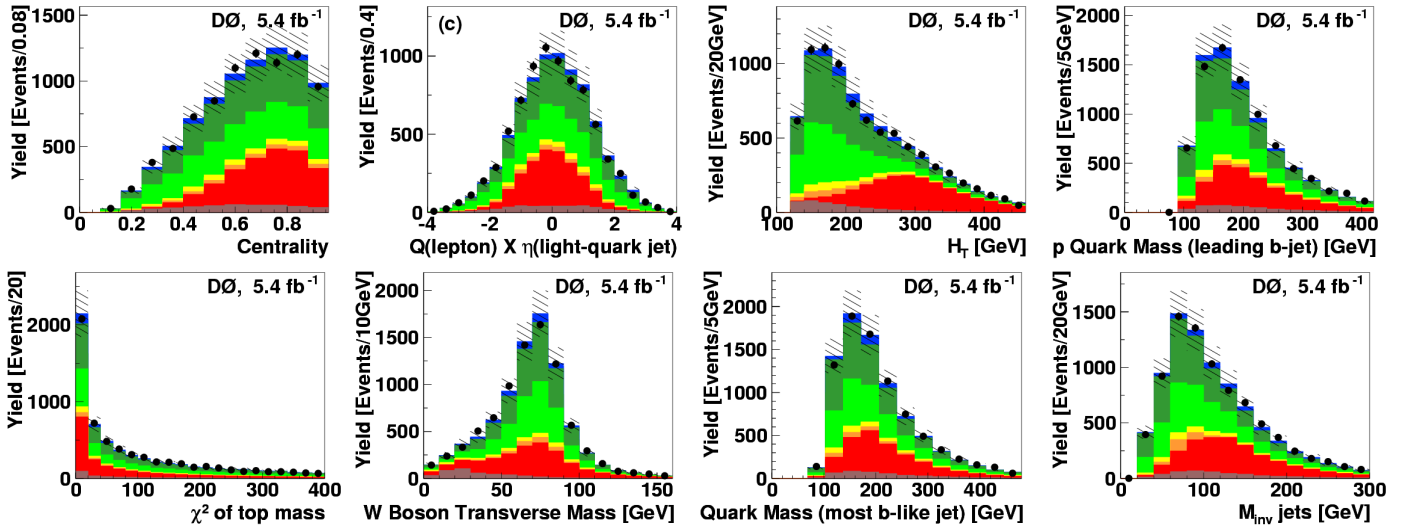 Yield [Events/0.08]
1500
1000
500
0
DØ, 5.4 fb⁻¹
0 0.2 0.4 0.6 0.8
Centrality
Yield [Events/0.4]
1000
500
0
(c) DØ, 5.4 fb⁻¹
−4 −2 0 2 4
Q(lepton) X η(light-quark jet)
Yield [Events/20GeV]
1000
500
0
DØ, 5.4 fb⁻¹
100 200 300 400
H_T [GeV]
Yield [Events/5GeV]
2000
1500
1000
500
0
DØ, 5.4 fb⁻¹
0 100 200 300 400
p Quark Mass (leading b-jet) [GeV]
Yield [Events/20]
2000
1000
0
DØ, 5.4 fb⁻¹
0 100 200 300 400
χ² of top mass
Yield [Events/10GeV]
2000
1500
1000
500
0
DØ, 5.4 fb⁻¹
0 50 100 150
W Boson Transverse Mass [GeV]
Yield [Events/5GeV]
2000
1500
1000
500
0
DØ, 5.4 fb⁻¹
0 100 200 300 400
Quark Mass (most b-like jet) [GeV]
Yield [Events/20GeV]
1500
1000
500
0
DØ, 5.4 fb⁻¹
0 100 200 300
M_inv jets [GeV]